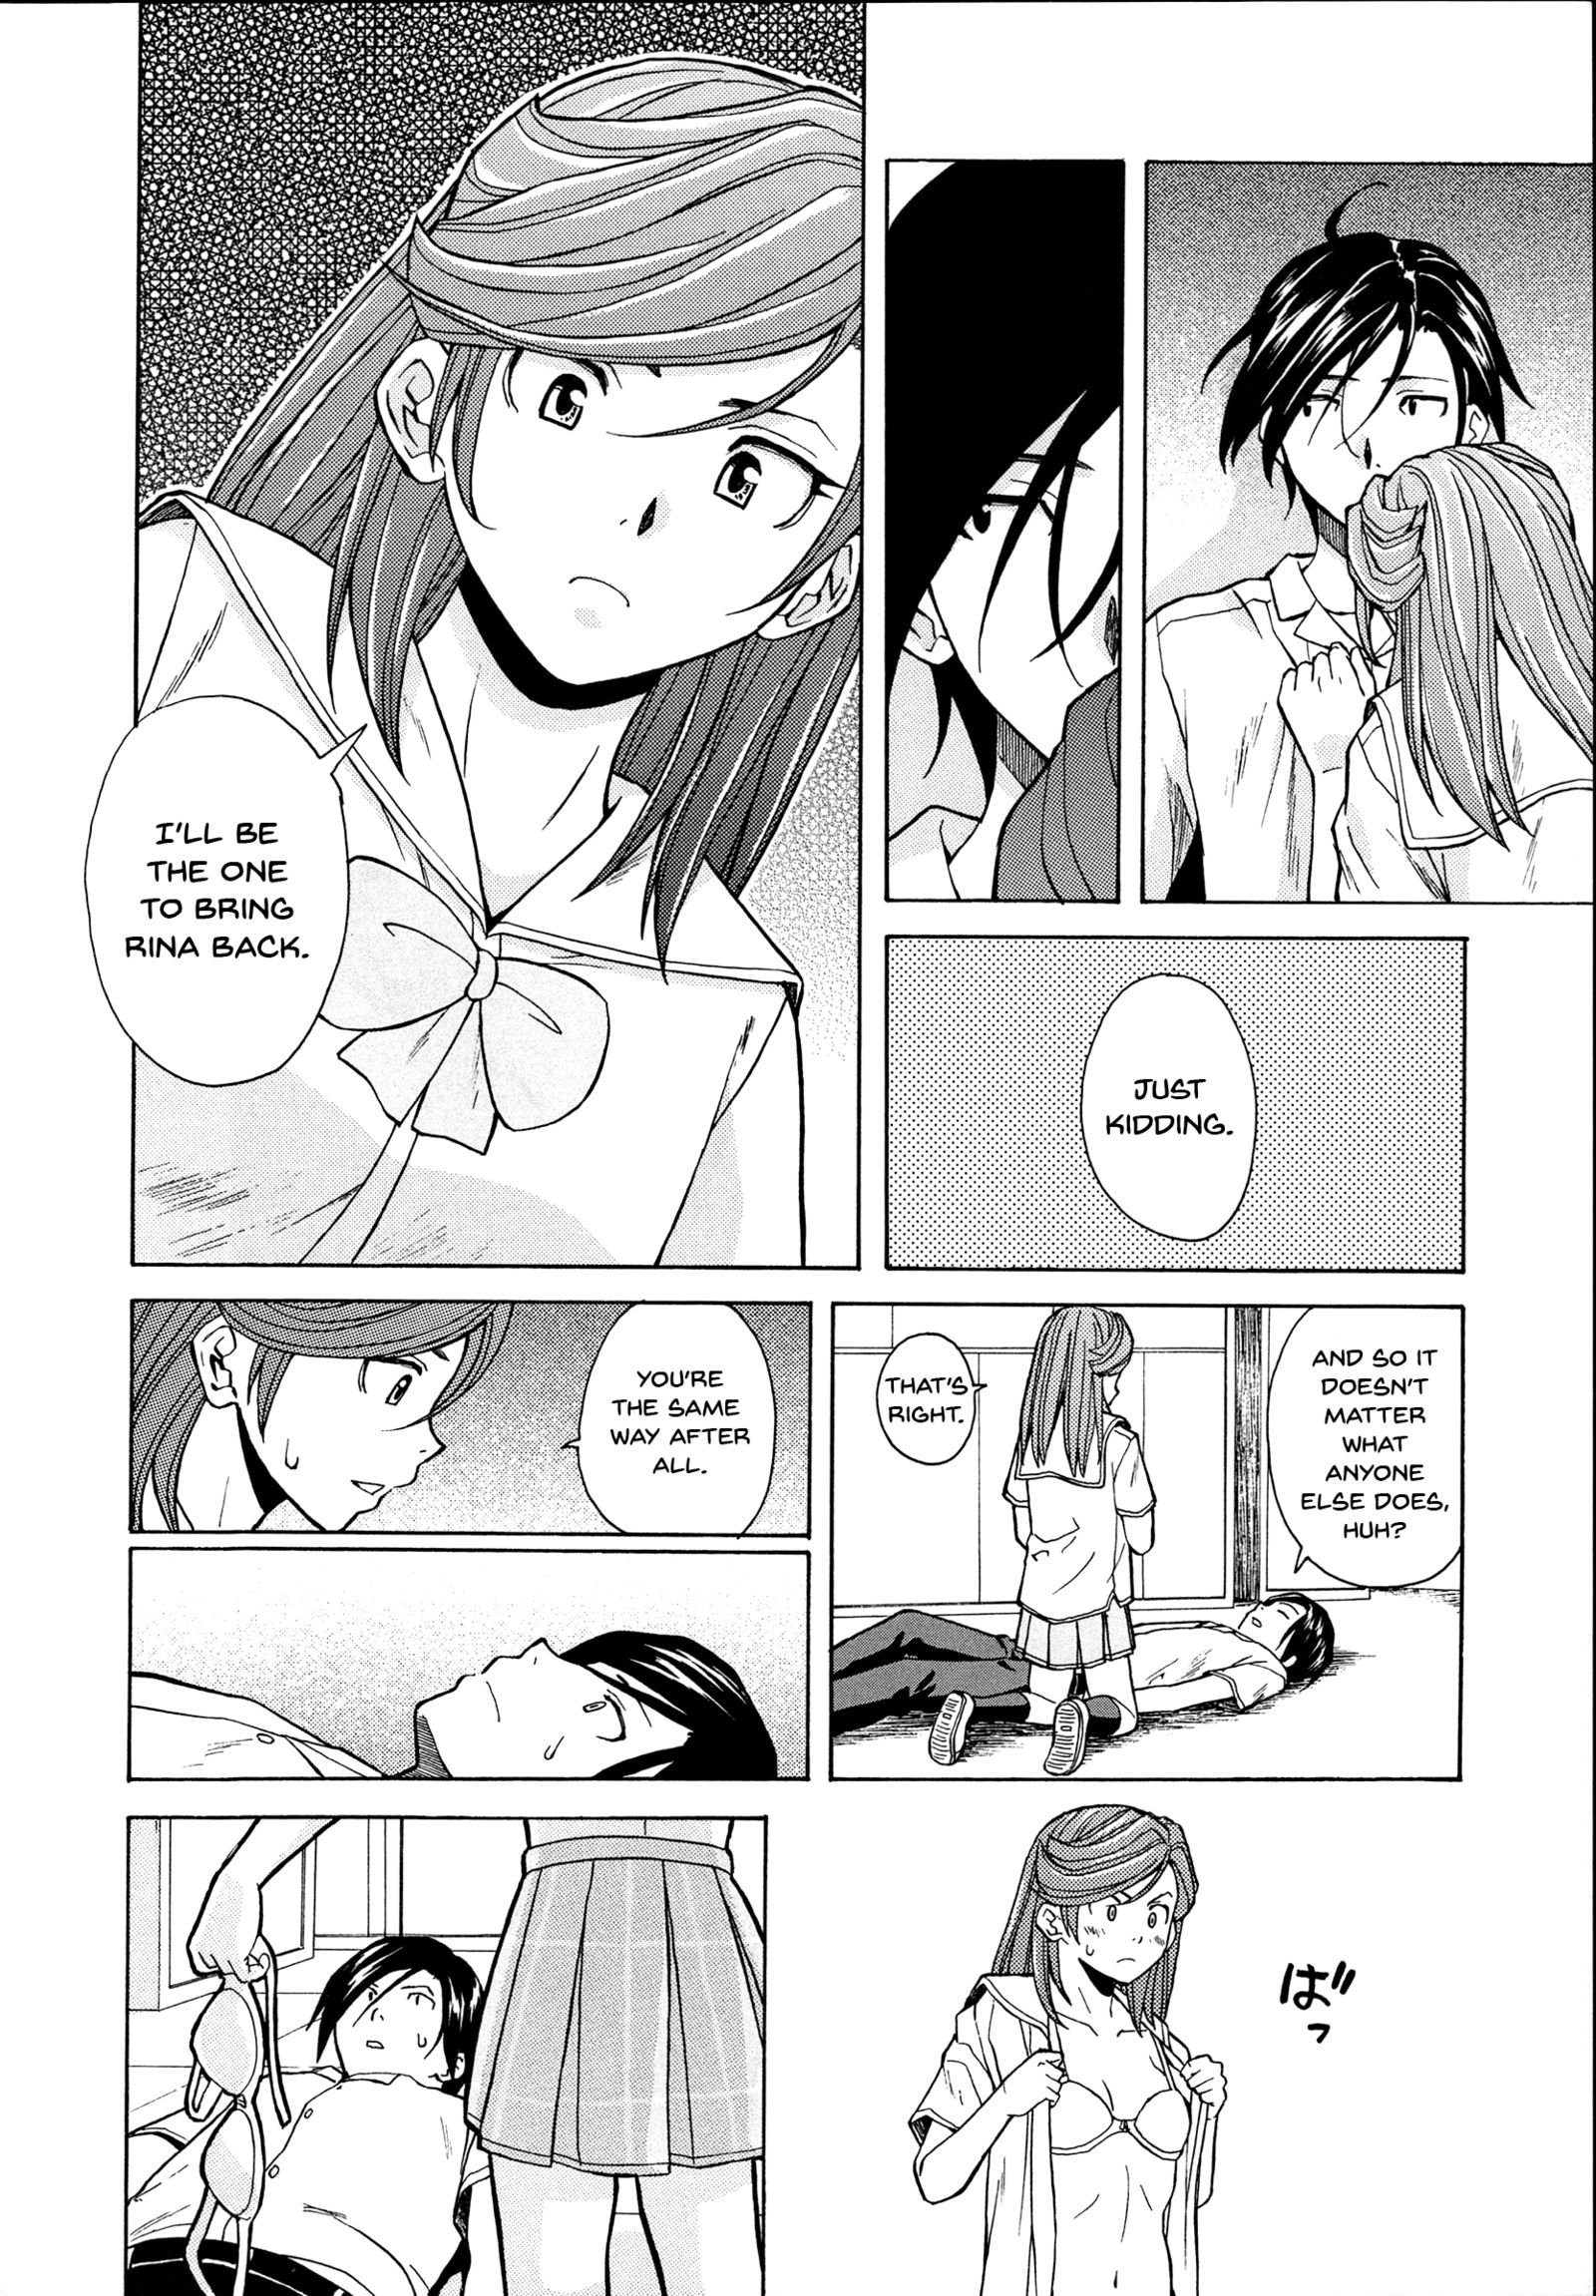 JUST
KIDDING.
I'LL BE
THE ONE
TO BRING
RINA BACK.
AND SO IT
DOESN'T
MATTER
WHAT
ANYONE
ELSE DOES,
HUH?
THAT'S
RIGHT.
YOU'RE
THE SAME
WAY AFTER
ALL.
ばっ